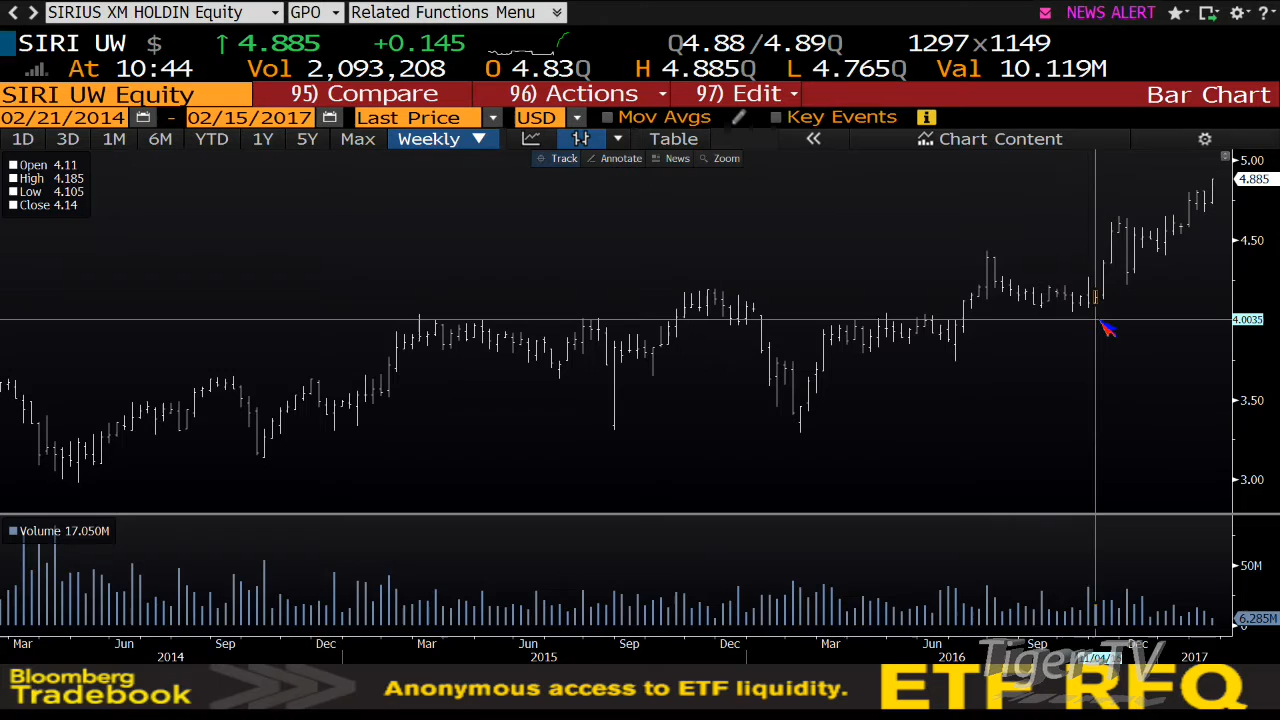 SIRIUS XM HOLDIN Equity GPO Related Functions Menu NEWS ALERT ?
SIRI UW $ ↑ 4.885 +0.145 Q4.88 /4.89Q 1297x1149
At 10:44 Vol 2,093,208 O 4.83Q H 4.885Q L 4.765Q Val 10.119M
SIRI UW Equity 95) Compare 96) Actions 97) Edit Bar Chart
02/21/2014 - 02/15/2017 Last Price USD Mov Avgs Key Events i
1D 3D 1M 6M YTD 1Y 5Y Max Weekly ▼ Table « Chart Content
Track Annotate News Zoom
Open 4.11
High 4.185
Low 4.105
Close 4.14
5.00
4.885
4.50
4.0035
3.50
3.00
Volume 17.050M
50M
6.285M
0
Mar Jun Sep Dec Mar Jun Sep Dec Mar Jun Sep Dec
2014 2015 2016 2017
Tiger TV
Bloomberg
Tradebook
Anonymous access to ETF liquidity.
ETF RFQ